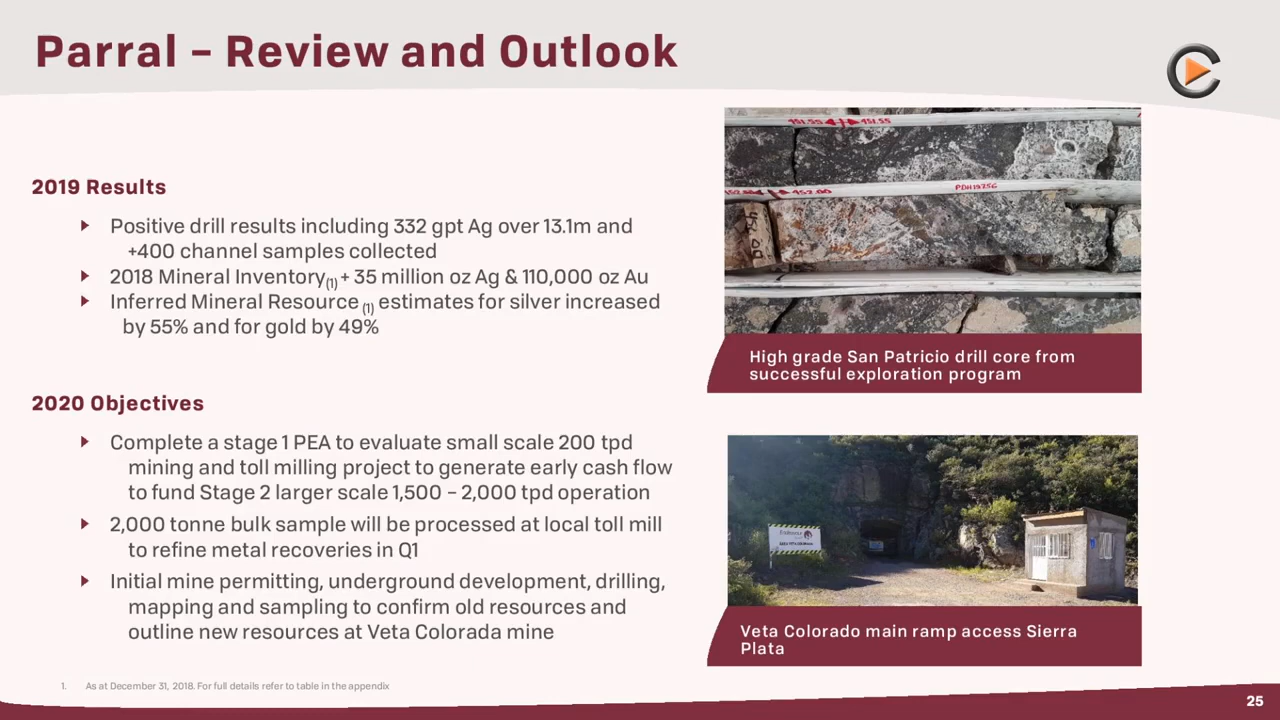 Parral – Review and Outlook
2019 Results
Positive drill results including 332 gpt Ag over 13.1m and
+400 channel samples collected
2018 Mineral Inventory(1) + 35 million oz Ag & 110,000 oz Au
Inferred Mineral Resource (1) estimates for silver increased
by 55% and for gold by 49%
2020 Objectives
Complete a stage 1 PEA to evaluate small scale 200 tpd
mining and toll milling project to generate early cash flow
to fund Stage 2 larger scale 1,500 – 2,000 tpd operation
2,000 tonne bulk sample will be processed at local toll mill
to refine metal recoveries in Q1
Initial mine permitting, underground development, drilling,
mapping and sampling to confirm old resources and
outline new resources at Veta Colorada mine
1. As at December 31, 2018. For full details refer to table in the appendix
151.55 151.55
152.00
PDH19256
High grade San Patricio drill core from
successful exploration program
Veta Colorado main ramp access Sierra
Plata
25